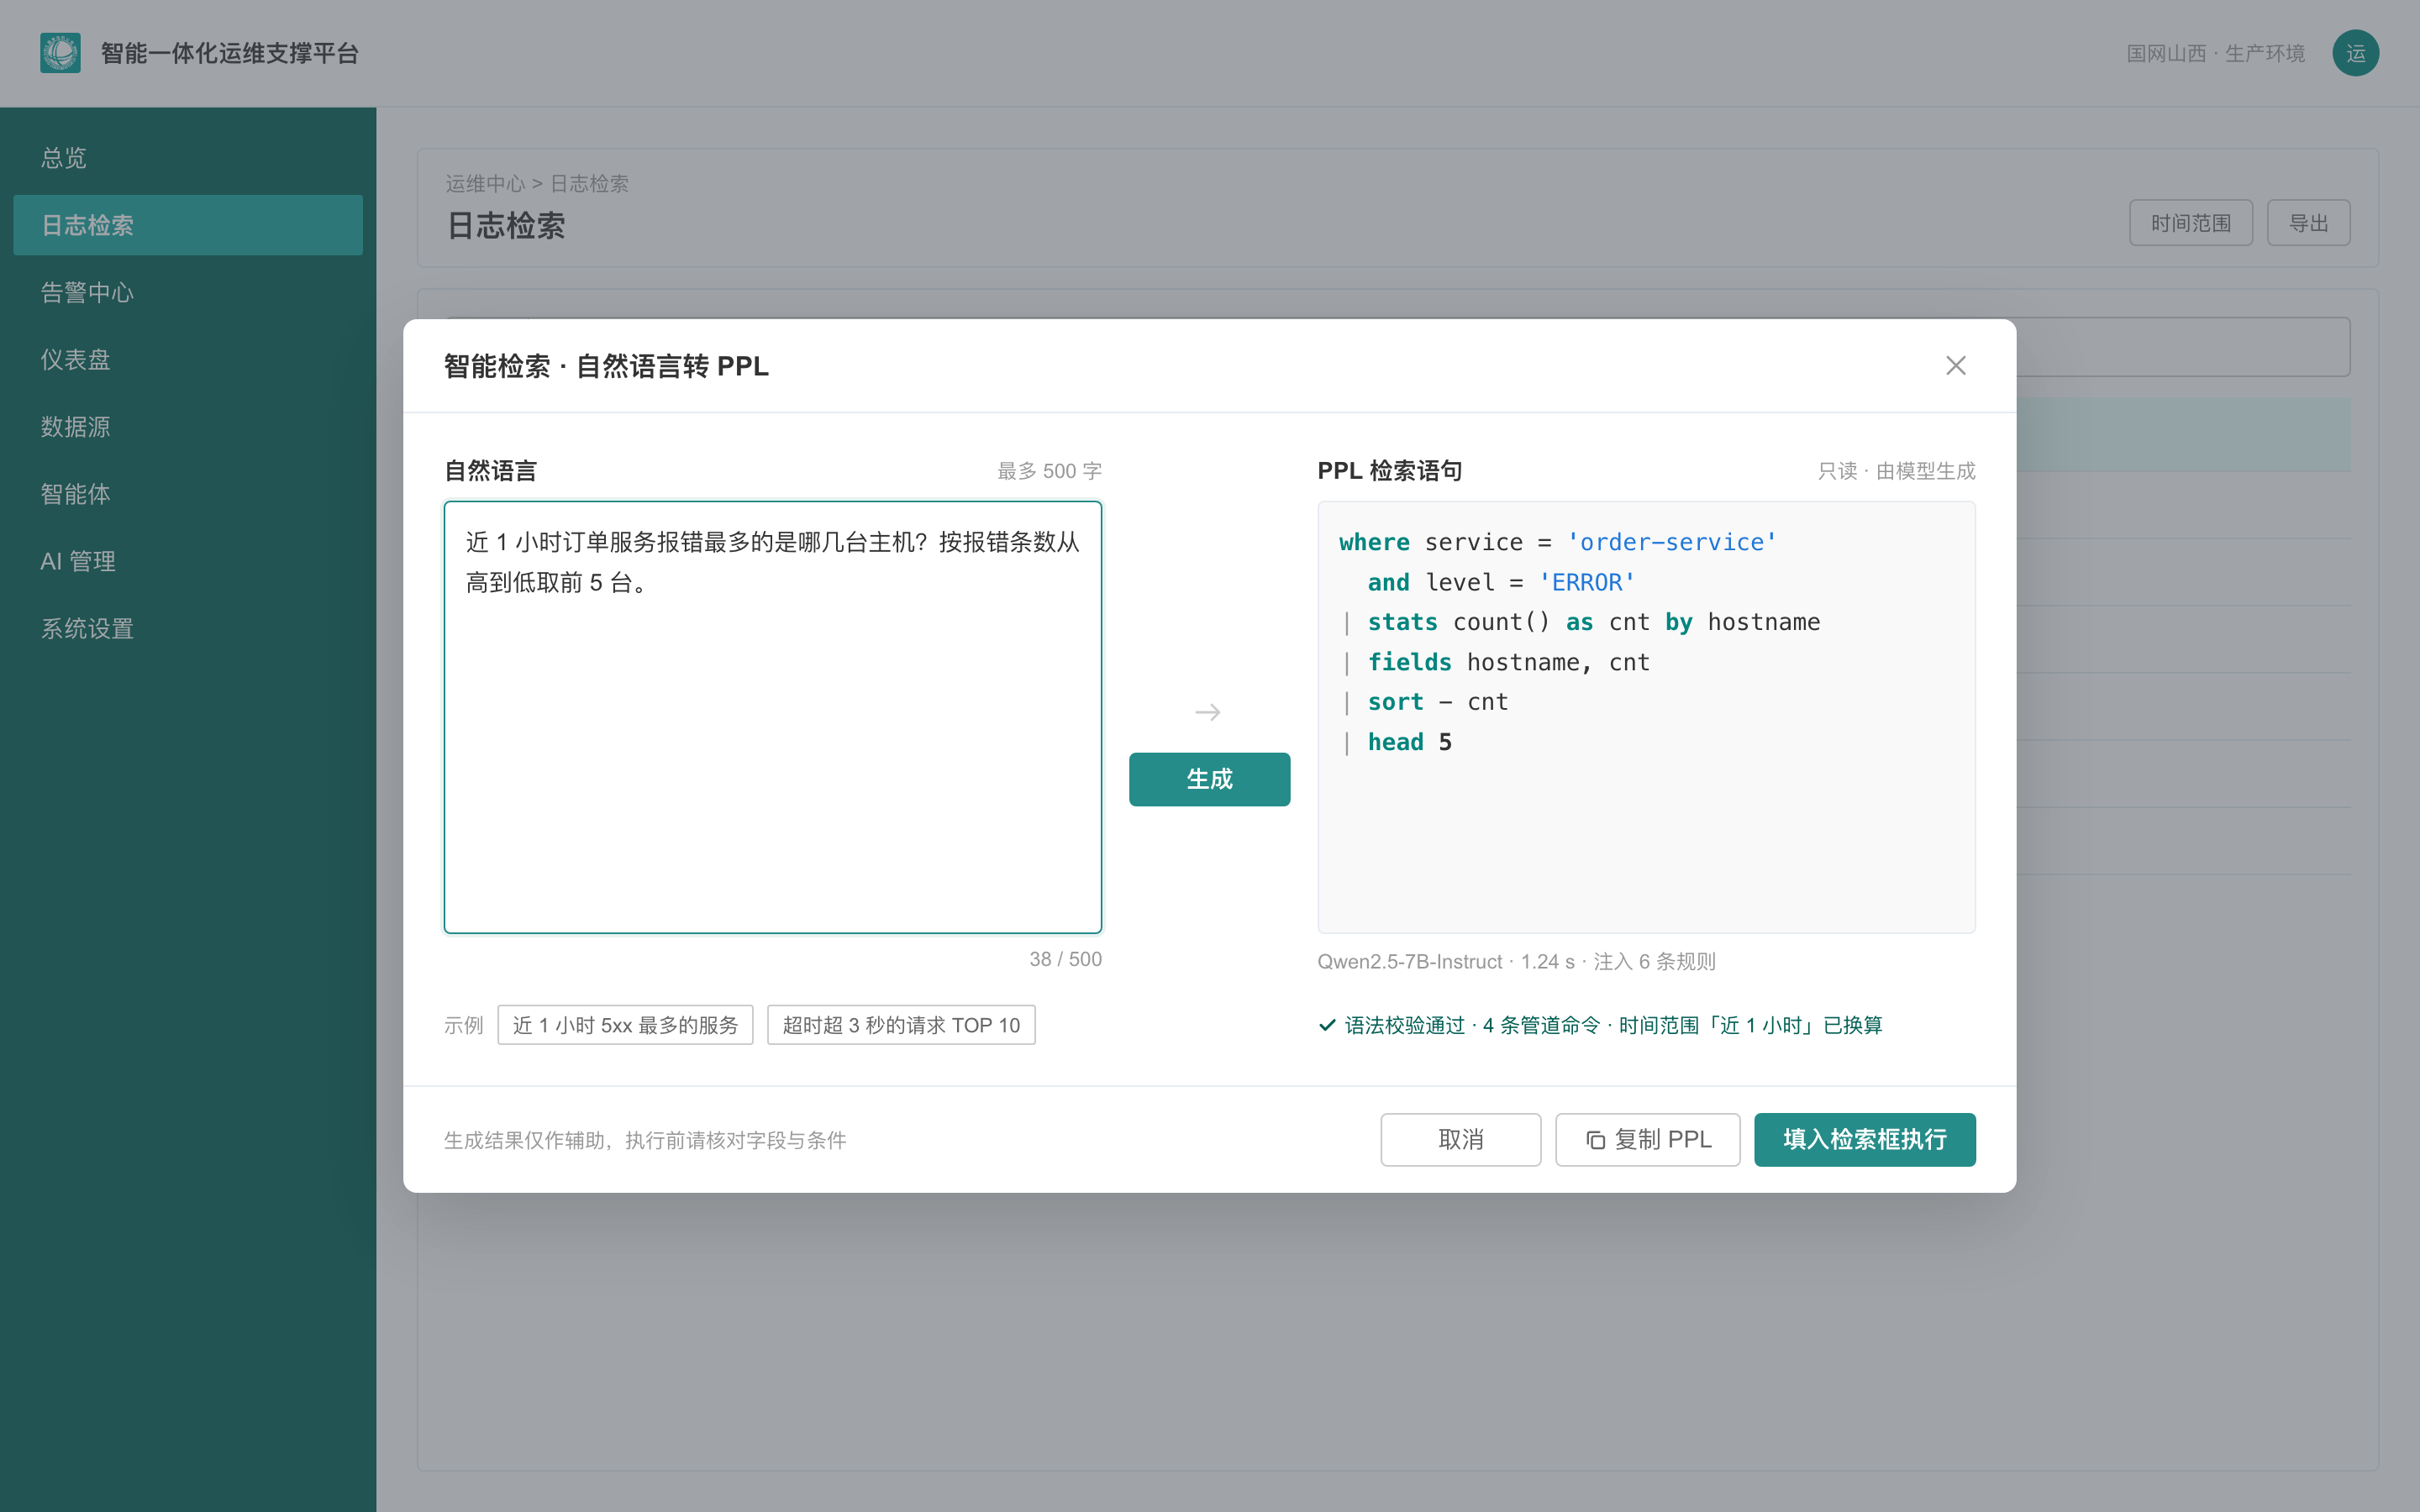 智能一体化运维支撑平台
国网山西 · 生产环境
运
总览
日志检索
告警中心
仪表盘
数据源
智能体
AI 管理
系统设置
运维中心 > 日志检索
日志检索
时间范围
导出
智能检索 · 自然语言转 PPL
自然语言
最多 500 字
近 1 小时订单服务报错最多的是哪几台主机？按报错条数从
高到低取前 5 台。
38 / 500
示例
近 1 小时 5xx 最多的服务
超时超 3 秒的请求 TOP 10
→
生成
PPL 检索语句
只读 · 由模型生成
where service = 'order-service'
and level = 'ERROR'
| stats count() as cnt by hostname
| fields hostname, cnt
| sort - cnt
| head 5
Qwen2.5-7B-Instruct · 1.24 s · 注入 6 条规则
语法校验通过 · 4 条管道命令 · 时间范围「近 1 小时」已换算
生成结果仅作辅助，执行前请核对字段与条件
取消
复制 PPL
填入检索框执行